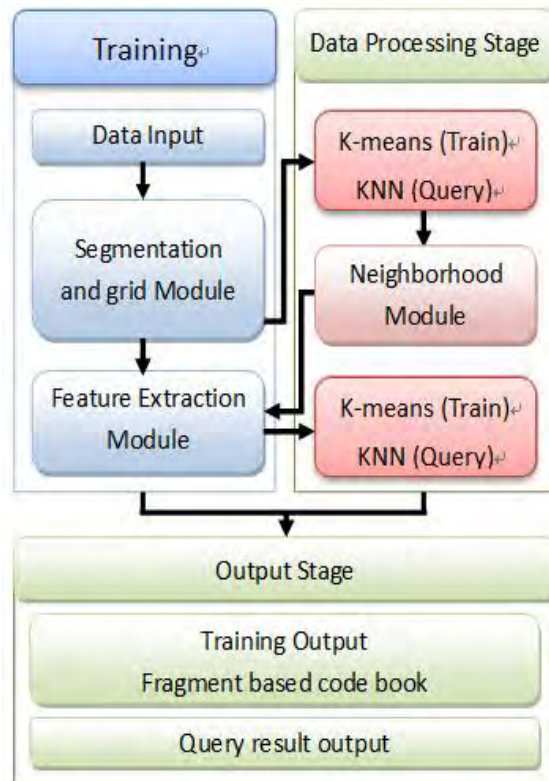 Training
Data Input
Segmentation
and grid Module
Feature Extraction
Module
Data Processing Stage
K-means (Train)
KNN (Query)
Neighborhood
Module
K-means (Train)
KNN (Query)
Output Stage
Training Output
Fragment based code book
Query result output